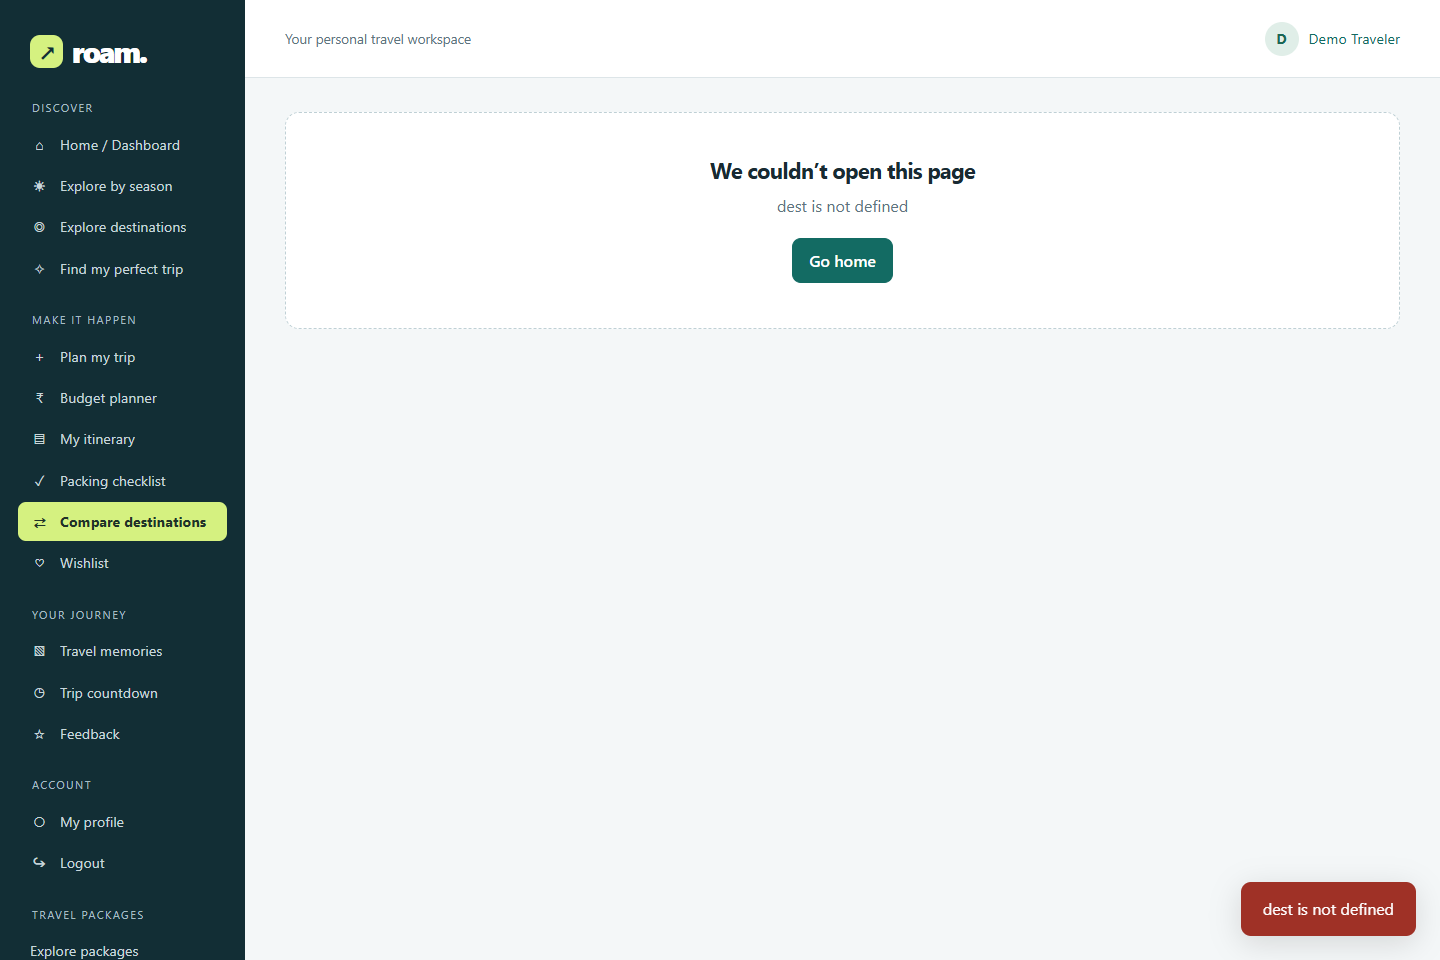 roam.
DISCOVER
Home / Dashboard
Explore by season
Explore destinations
Find my perfect trip
MAKE IT HAPPEN
+ Plan my trip
₹ Budget planner
My itinerary
✓ Packing checklist
Compare destinations
Wishlist
YOUR JOURNEY
Travel memories
Trip countdown
Feedback
ACCOUNT
My profile
Logout
TRAVEL PACKAGES
Explore packages
Your personal travel workspace
D Demo Traveler
We couldn’t open this page
dest is not defined
Go home
dest is not defined